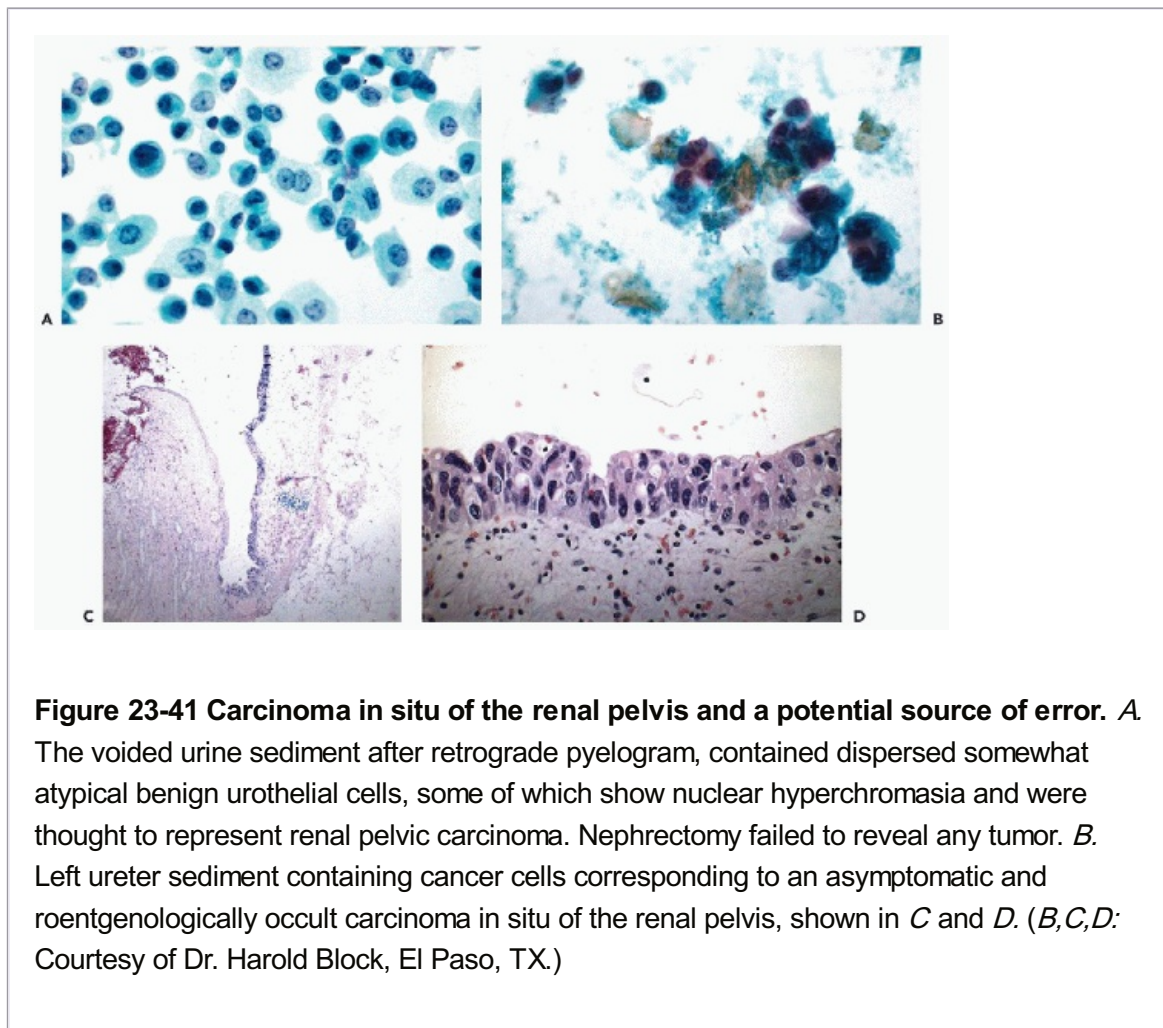 A
B
C
D
Figure 23-41 Carcinoma in situ of the renal pelvis and a potential source of error. A.
The voided urine sediment after retrograde pyelogram, contained dispersed somewhat
atypical benign urothelial cells, some of which show nuclear hyperchromasia and were
thought to represent renal pelvic carcinoma. Nephrectomy failed to reveal any tumor. B.
Left ureter sediment containing cancer cells corresponding to an asymptomatic and
roentgenologically occult carcinoma in situ of the renal pelvis, shown in C and D. (B,C,D:
Courtesy of Dr. Harold Block, El Paso, TX.)